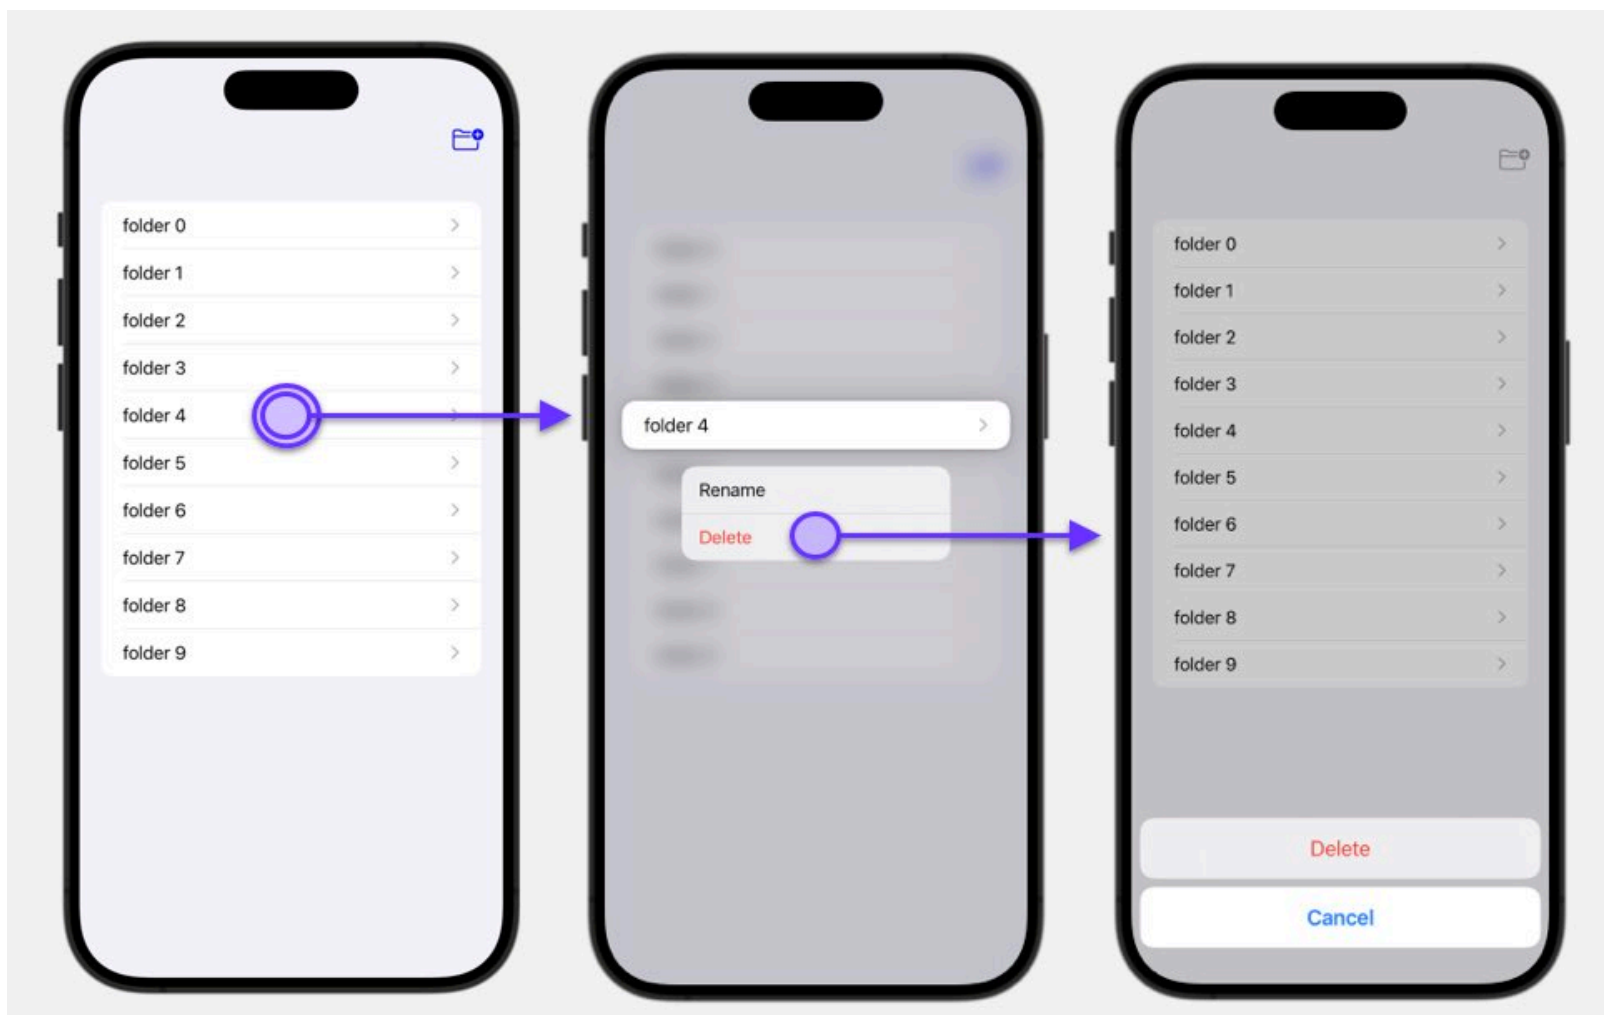 folder 0
folder 1
folder 2
folder 3
folder 4
folder 5
folder 6
folder 7
folder 8
folder 9
folder 4
Rename
Delete
folder 0
folder 1
folder 2
folder 3
folder 4
folder 5
folder 6
folder 7
folder 8
folder 9
Delete
Cancel